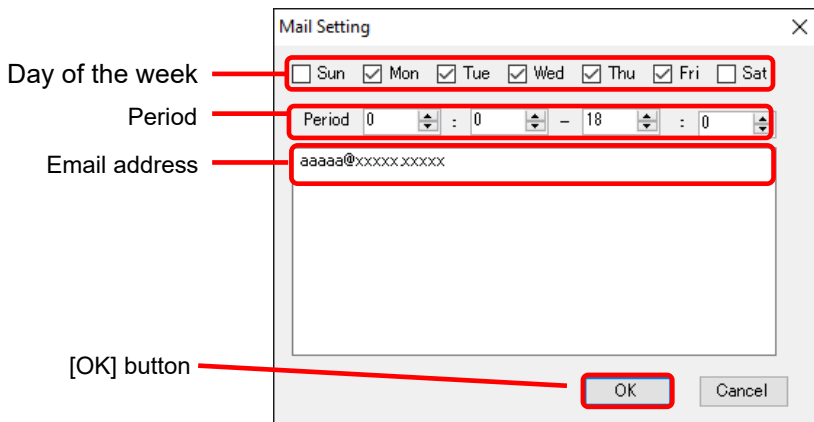 Mail Setting
Day of the week
Sun Mon Tue Wed Thu Fri Sat
Period
Period 0 : 0 – 18 : 0
Email address
aaaaa@xxxxx.xxxxx
[OK] button
OK Cancel